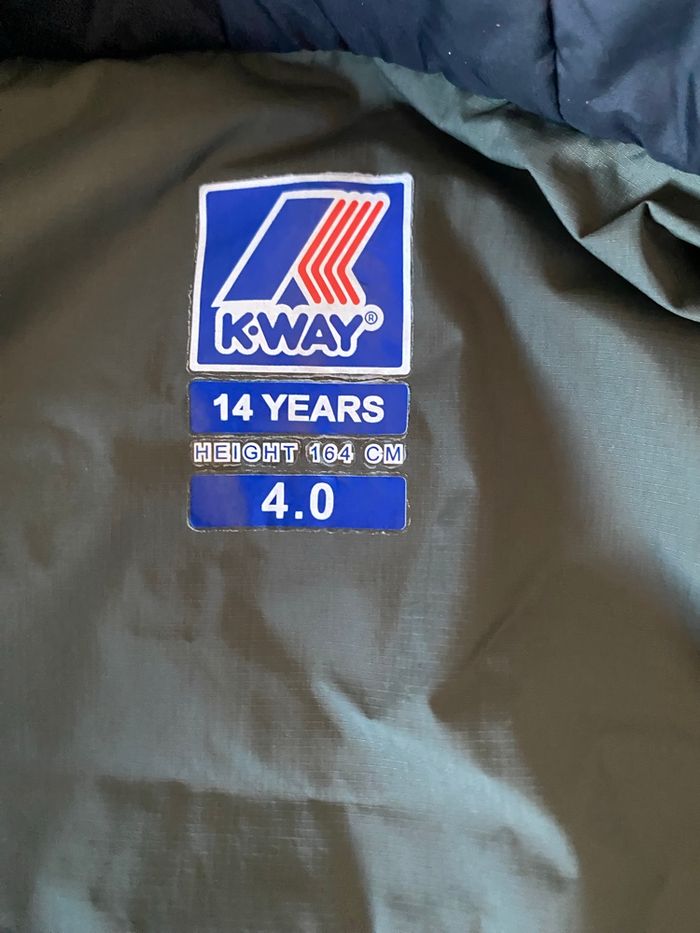 K·WAY®
14 YEARS
HEIGHT 164 CM
4.0